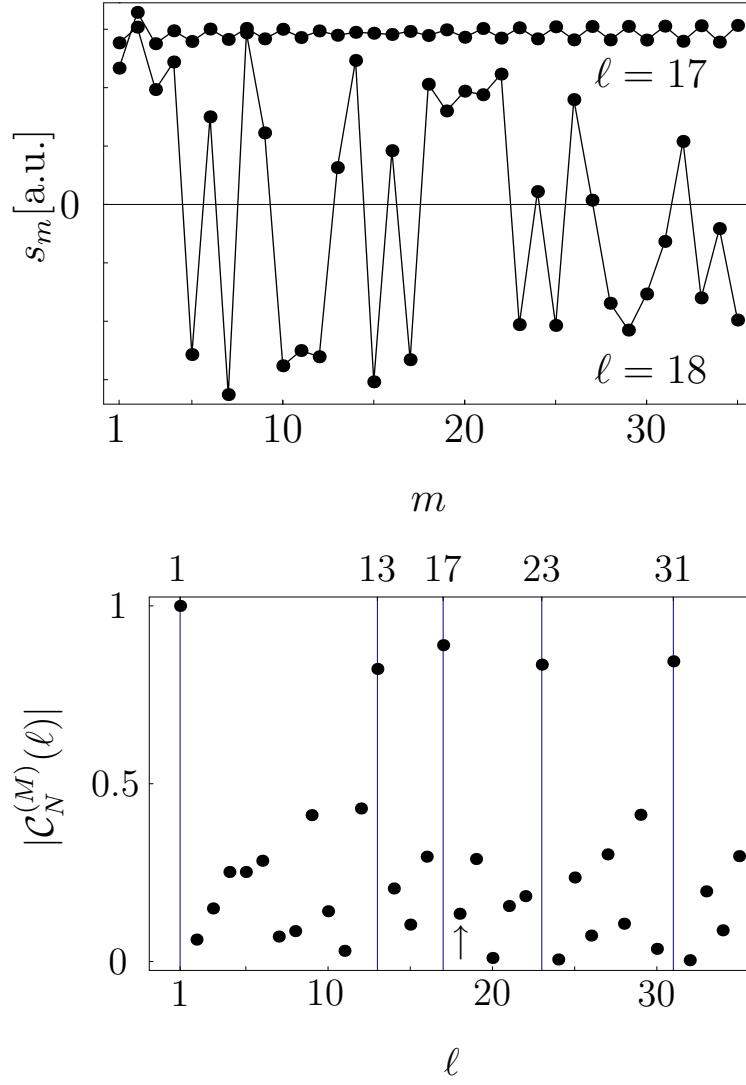 s_m[a.u.]
0
ℓ = 17
ℓ = 18
1 10 20 30
m
1 13 17 23 31
1
0.5
0
|𝒞_N^(M)(ℓ)|
↑
1 10 20 30
ℓ